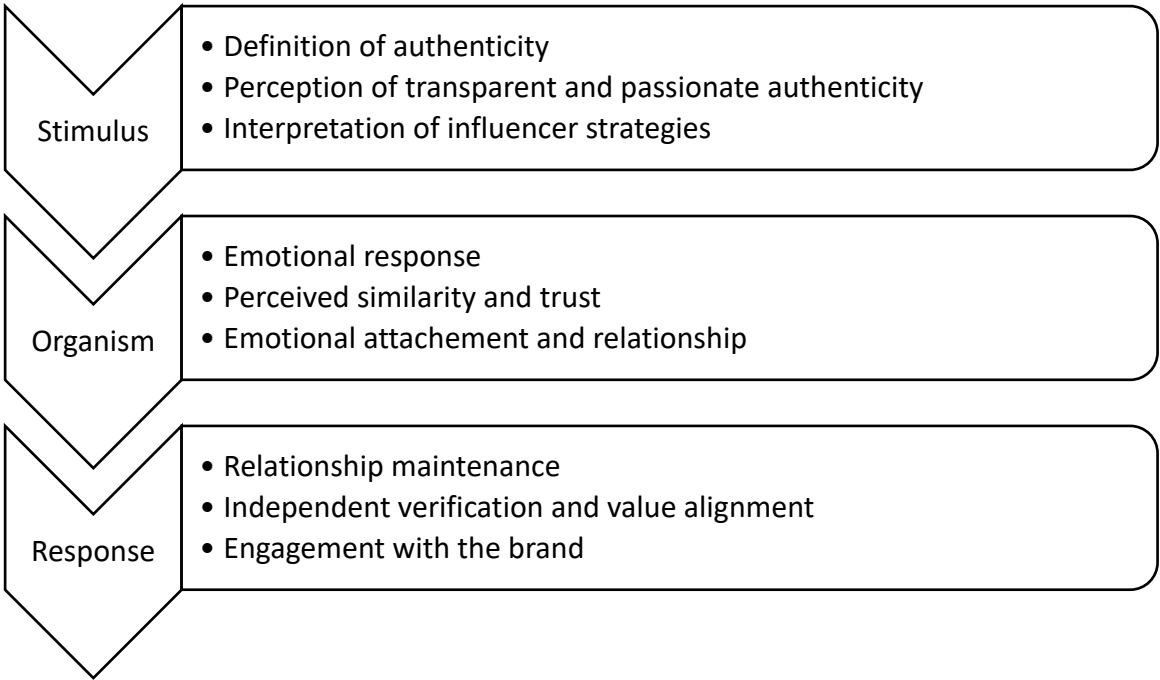 Stimulus
• Definition of authenticity
• Perception of transparent and passionate authenticity
• Interpretation of influencer strategies
Organism
• Emotional response
• Perceived similarity and trust
• Emotional attachement and relationship
Response
• Relationship maintenance
• Independent verification and value alignment
• Engagement with the brand